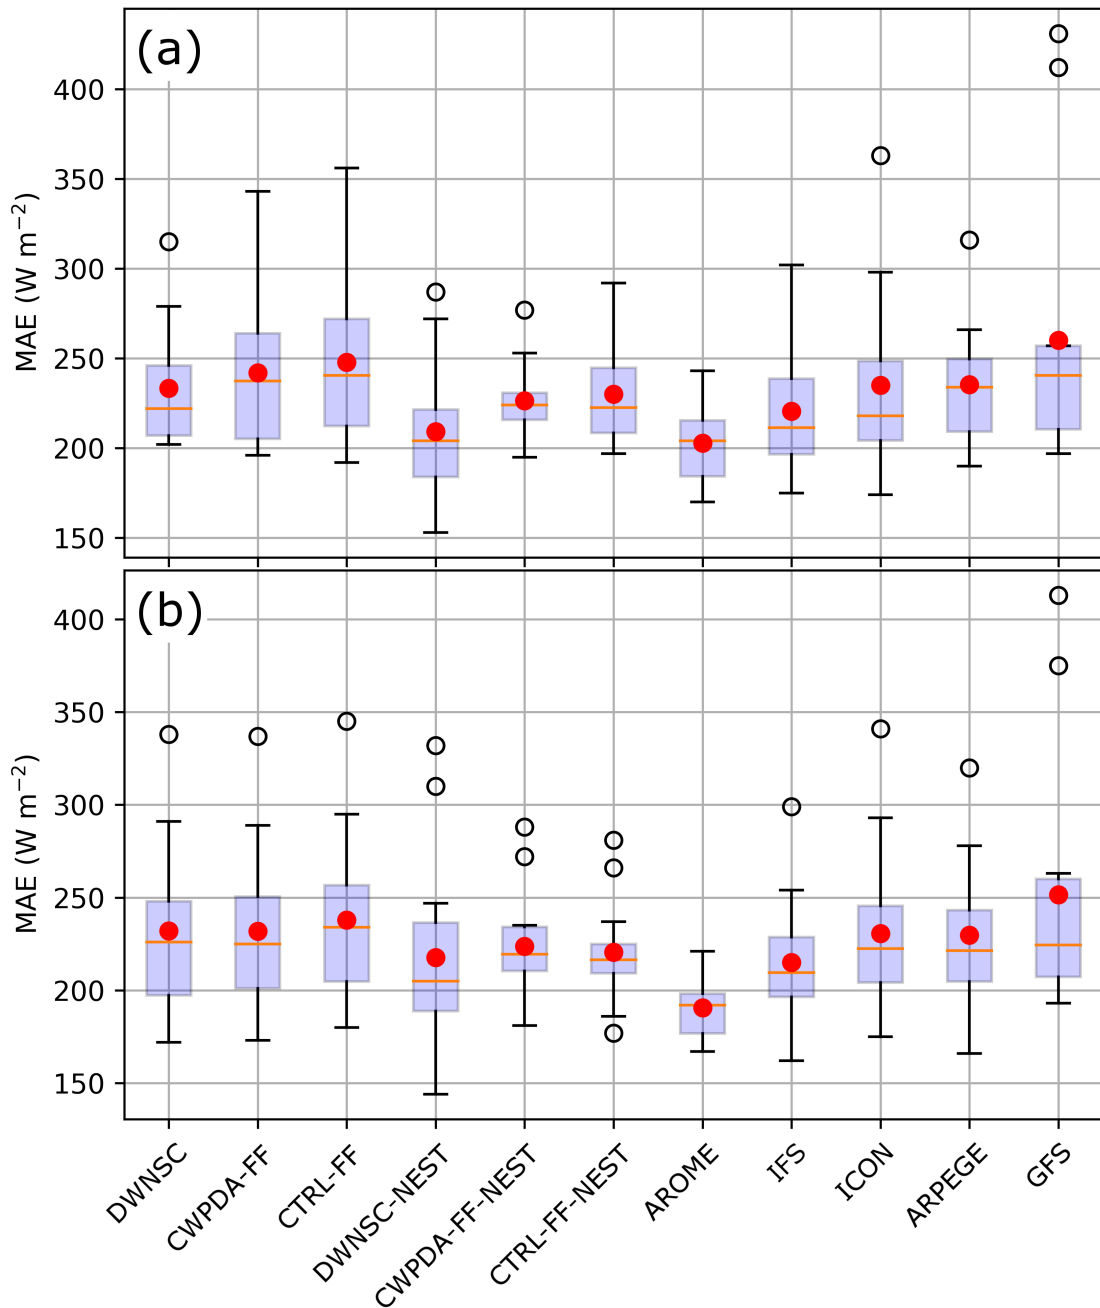 (a)
400
350
300
250
200
150
MAE (W m⁻²)
(b)
400
350
300
250
200
150
MAE (W m⁻²)
DWNSC
CWPDA-FF
CTRL-FF
DWNSC-NEST
CWPDA-FF-NEST
CTRL-FF-NEST
AROME
IFS
ICON
ARPEGE
GFS